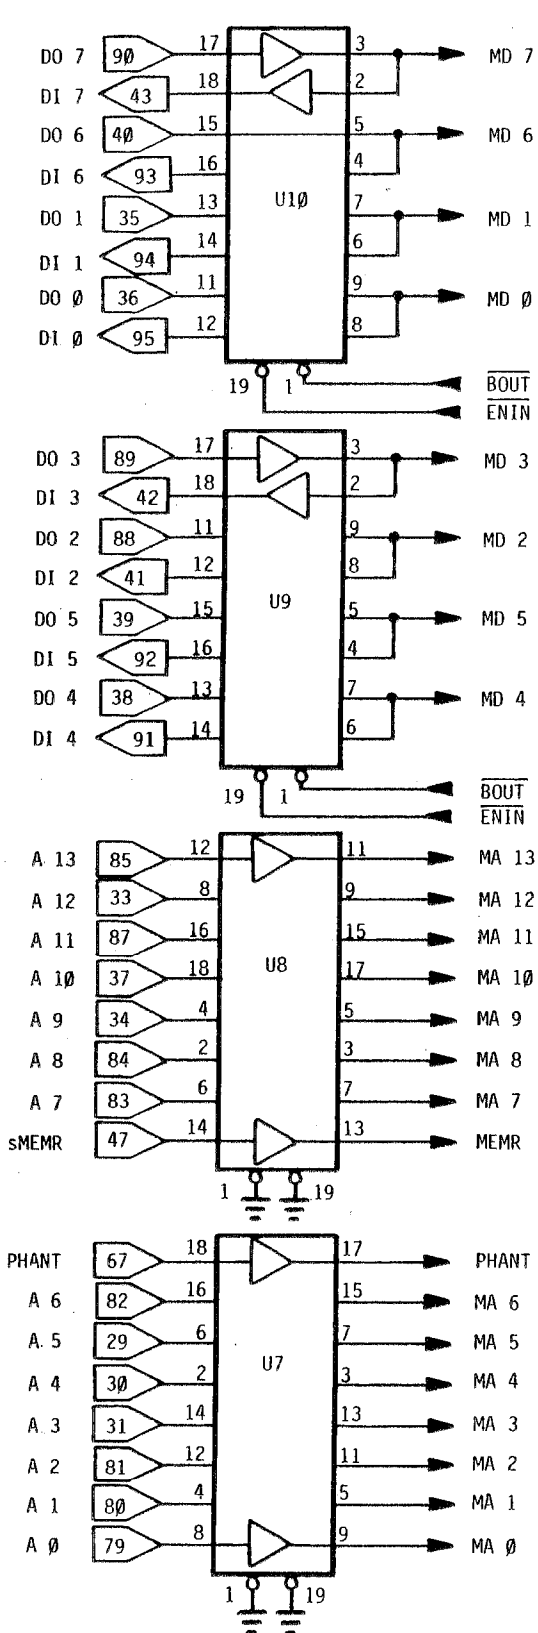 DO 7 90 17 3 MD 7
DI 7 43 18 2
DO 6 40 15 5 MD 6
DI 6 93 16 4
U10
DO 1 35 13 7 MD 1
DI 1 94 14 6
DO 0 36 11 9 MD 0
DI 0 95 12 8
19 1 BOUT
ENIN
DO 3 89 17 3 MD 3
DI 3 42 18 2
DO 2 88 11 9 MD 2
DI 2 41 12 8
U9
DO 5 39 15 5 MD 5
DI 5 92 16 4
DO 4 38 13 7 MD 4
DI 4 91 14 6
19 1 BOUT
ENIN
A 13 85 12 11 MA 13
A 12 33 8 9 MA 12
A 11 87 16 15 MA 11
U8
A 10 37 18 17 MA 10
A 9 34 4 5 MA 9
A 8 84 2 3 MA 8
A 7 83 6 7 MA 7
sMEMR 47 14 13 MEMR
1 19
PHANT 67 18 17 PHANT
A 6 82 16 15 MA 6
A 5 29 6 7 MA 5
U7
A 4 30 2 3 MA 4
A 3 31 14 13 MA 3
A 2 81 12 11 MA 2
A 1 80 4 5 MA 1
A 0 79 8 9 MA 0
1 19